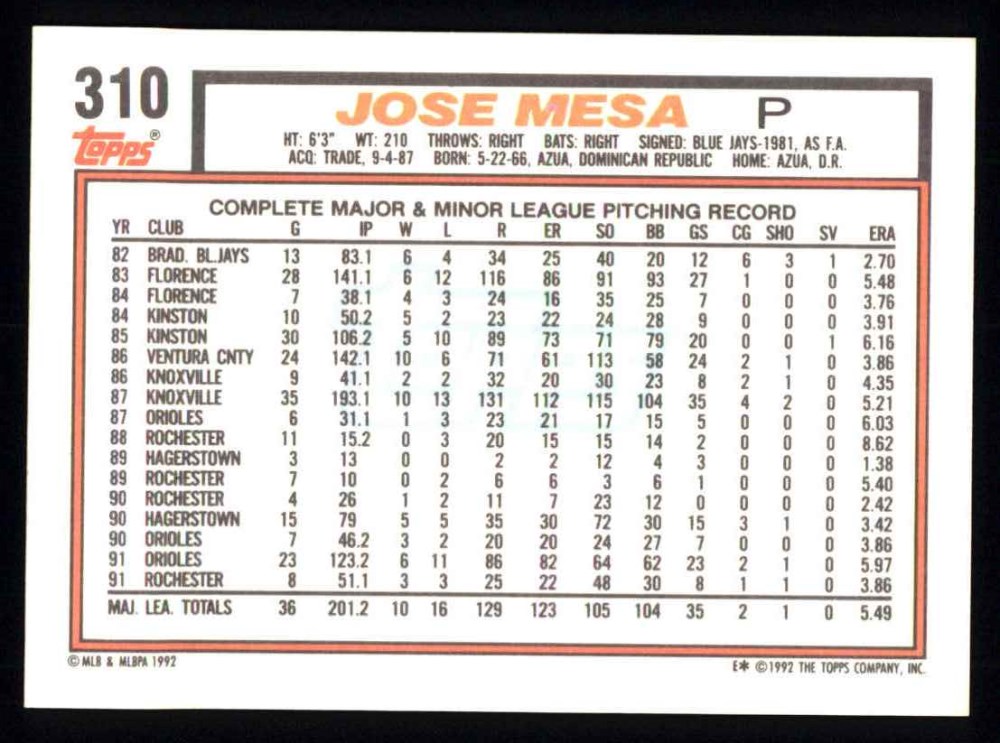 310
JOSE MESA P
Topps®
HT: 6'3" WT: 210 THROWS: RIGHT BATS: RIGHT SIGNED: BLUE JAYS-1981, AS F.A.
ACQ: TRADE, 9-4-87 BORN: 5-22-66, AZUA, DOMINICAN REPUBLIC HOME: AZUA, D.R.
COMPLETE MAJOR & MINOR LEAGUE PITCHING RECORD
YR CLUB G IP W L R ER SO BB GS CG SHO SV ERA
82 BRAD. BL.JAYS 13 83.1 6 4 34 25 40 20 12 6 3 1 2.70
83 FLORENCE 28 141.1 6 12 116 86 91 93 27 1 0 0 5.48
84 FLORENCE 7 38.1 4 3 24 16 35 25 7 0 0 0 3.76
84 KINSTON 10 50.2 5 2 23 22 24 28 9 0 0 0 3.91
85 KINSTON 30 106.2 5 10 89 73 71 79 20 0 0 1 6.16
86 VENTURA CNTY 24 142.1 10 6 71 61 113 58 24 2 1 0 3.86
86 KNOXVILLE 9 41.1 2 2 32 20 30 23 8 2 1 0 4.35
87 KNOXVILLE 35 193.1 10 13 131 112 115 104 35 4 2 0 5.21
87 ORIOLES 6 31.1 1 3 23 21 17 15 5 0 0 0 6.03
88 ROCHESTER 11 15.2 0 3 20 15 15 14 2 0 0 0 8.62
89 HAGERSTOWN 3 13 0 0 2 2 12 4 3 0 0 0 1.38
89 ROCHESTER 7 10 0 2 6 6 3 6 1 0 0 0 5.40
90 ROCHESTER 4 26 1 2 11 7 23 12 0 0 0 0 2.42
90 HAGERSTOWN 15 79 5 5 35 30 72 30 15 3 1 0 3.42
90 ORIOLES 7 46.2 3 2 20 20 24 27 7 0 0 0 3.86
91 ORIOLES 23 123.2 6 11 86 82 64 62 23 2 1 0 5.97
91 ROCHESTER 8 51.1 3 3 25 22 48 30 8 1 1 0 3.86
MAJ. LEA. TOTALS 36 201.2 10 16 129 123 105 104 35 2 1 0 5.49
© MLB & MLBPA 1992
E* ©1992 THE TOPPS COMPANY, INC.